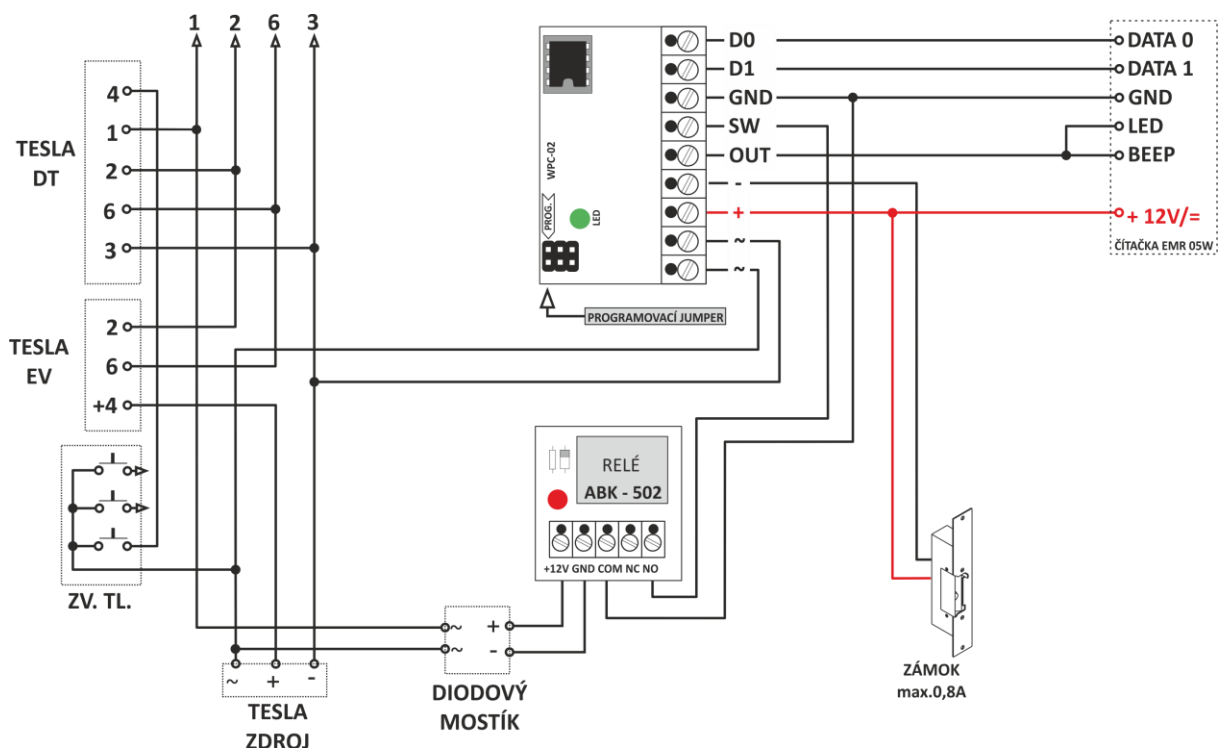 1 2 6 3
TESLA
DT
4
1
2
6
3
TESLA
EV
2
6
+4
ZV. TL.
~ + -
TESLA
ZDROJ
~ +
~ -
DIODOVÝ
MOSTÍK
WPC-02
PROG.
LED
PROGRAMOVACÍ JUMPER
D0
D1
GND
SW
OUT
-
+
~
~
DATA 0
DATA 1
GND
LED
BEEP
+ 12V/=
ČÍTAČKA EMR 05W
RELÉ
ABK - 502
+12V GND COM NC NO
ZÁMOK
max.0,8A